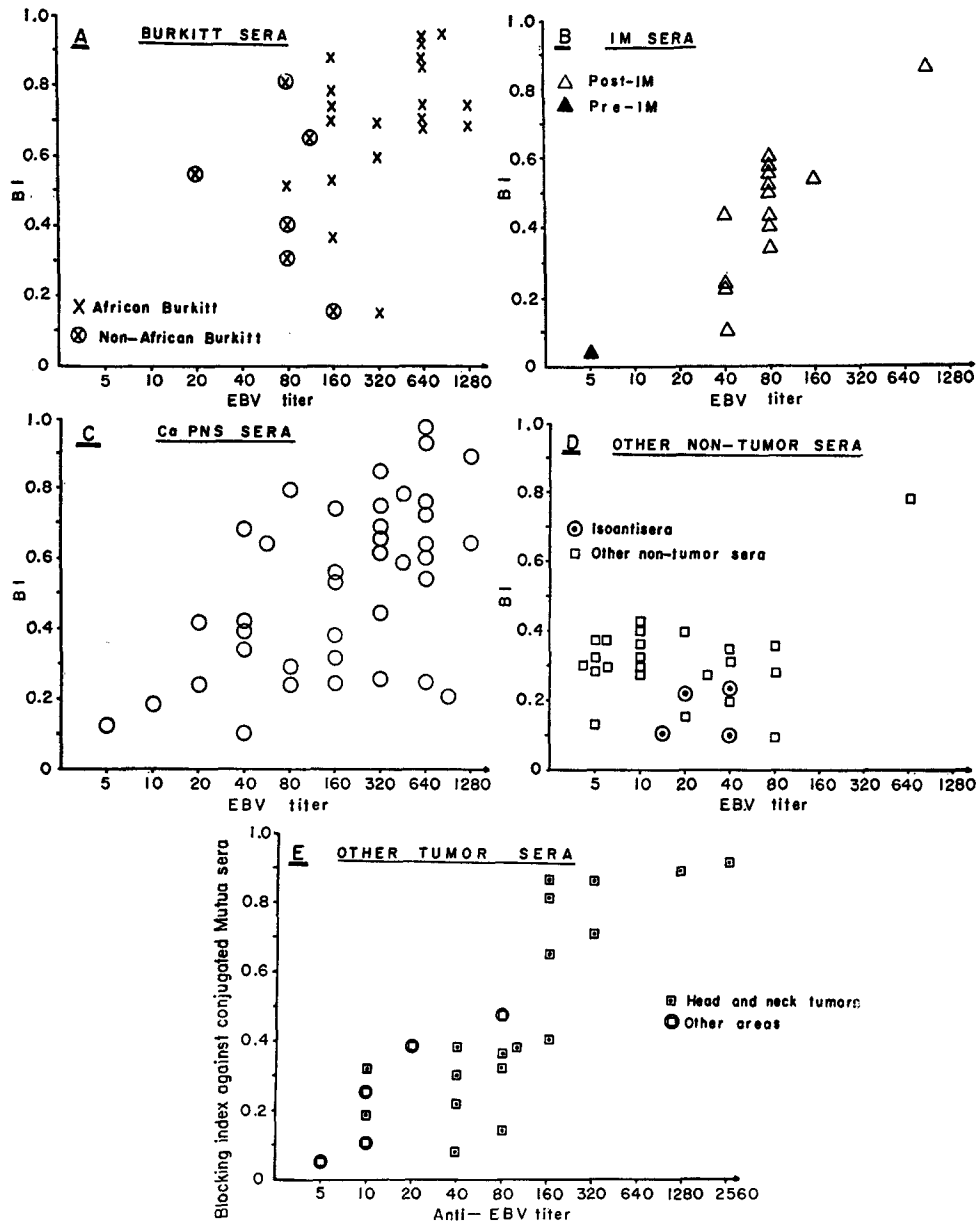 A BURKITT SERA
1.0
0.8
0.6
0.4
0.2
0
BI
X African Burkitt
⊗ Non-African Burkitt
5 10 20 40 80 160 320 640 1280
EBV titer
B IM SERA
△ Post-IM
▲ Pre-IM
1.0
0.8
0.6
0.4
0.2
0
BI
5 10 20 40 80 160 320 640 1280
EBV titer
C Ca PNS SERA
1.0
0.8
0.6
0.4
0.2
0
BI
5 10 20 40 80 160 320 640 1280
EBV titer
D OTHER NON-TUMOR SERA
Isoantisera
Other non-tumor sera
1.0
0.8
0.6
0.4
0.2
0
BI
5 10 20 40 80 160 320 640 1280
EBV titer
E OTHER TUMOR SERA
Blocking index against conjugated Mutua sera
1.0
0.8
0.6
0.4
0.2
0
Head and neck tumors
Other areas
5 10 20 40 80 160 320 640 1280 2560
Anti-EBV titer